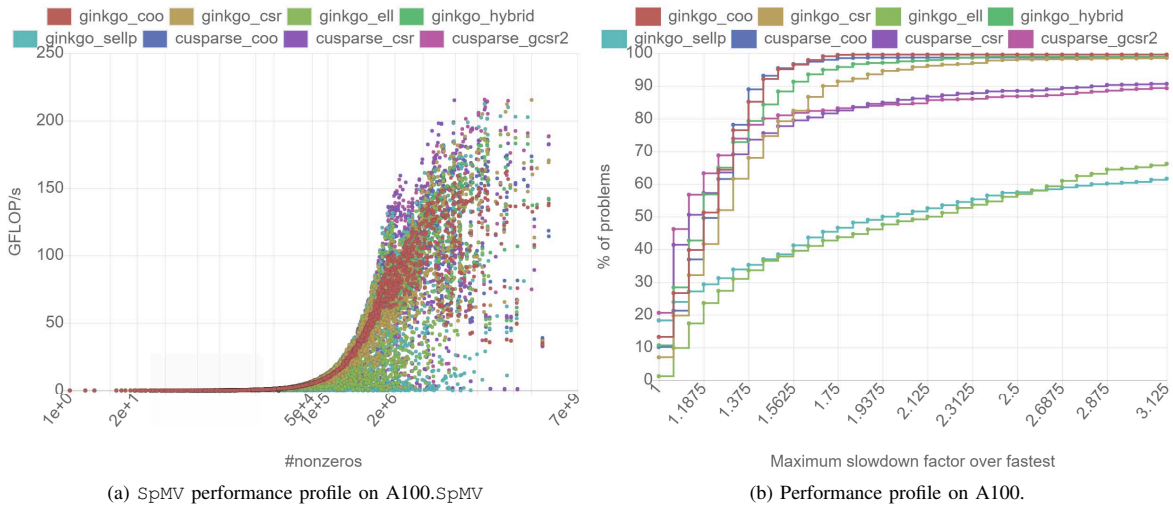 ginkgo_coo ginkgo_csr ginkgo_ell ginkgo_hybrid
ginkgo_sellp cusparse_coo cusparse_csr cusparse_gcsr2
250
200
150
100
50
0
GFLOP/s
1e+0 2e+1 5e+4 1e+5 2e+6 7e+9
#nonzeros
(a) SpMV performance profile on A100.SpMV
ginkgo_coo ginkgo_csr ginkgo_ell ginkgo_hybrid
ginkgo_sellp cusparse_coo cusparse_csr cusparse_gcsr2
100
90
80
70
60
50
40
30
20
10
0
% of problems
1 1.1875 1.375 1.5625 1.75 1.9375 2.125 2.3125 2.5 2.6875 2.875 3.125
Maximum slowdown factor over fastest
(b) Performance profile on A100.